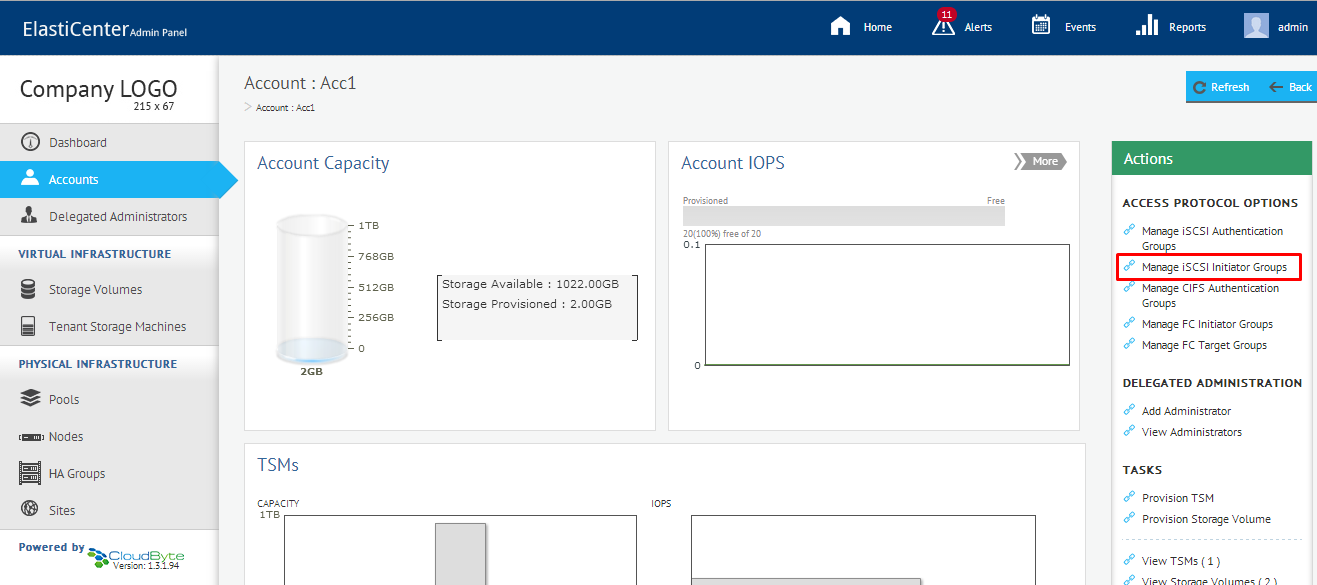 ElastiCenter Admin Panel
Home
11
Alerts
Events
Reports
admin
Company LOGO
215 x 67
Dashboard
Accounts
Delegated Administrators
VIRTUAL INFRASTRUCTURE
Storage Volumes
Tenant Storage Machines
PHYSICAL INFRASTRUCTURE
Pools
Nodes
HA Groups
Sites
Powered by CloudByte
Version: 1.3.1.94
Account : Acc1
> Account : Acc1
Refresh
Back
Account Capacity
1TB
768GB
512GB
256GB
0
2GB
Storage Available : 1022.00GB
Storage Provisioned : 2.00GB
Account IOPS
More
Provisioned
Free
20(100%) free of 20
0.1
0
TSMs
CAPACITY
1TB
IOPS
Actions
ACCESS PROTOCOL OPTIONS
Manage iSCSI Authentication
Groups
Manage iSCSI Initiator Groups
Manage CIFS Authentication
Groups
Manage FC Initiator Groups
Manage FC Target Groups
DELEGATED ADMINISTRATION
Add Administrator
View Administrators
TASKS
Provision TSM
Provision Storage Volume
View TSMs ( 1 )
View Storage Volumes ( 2 )